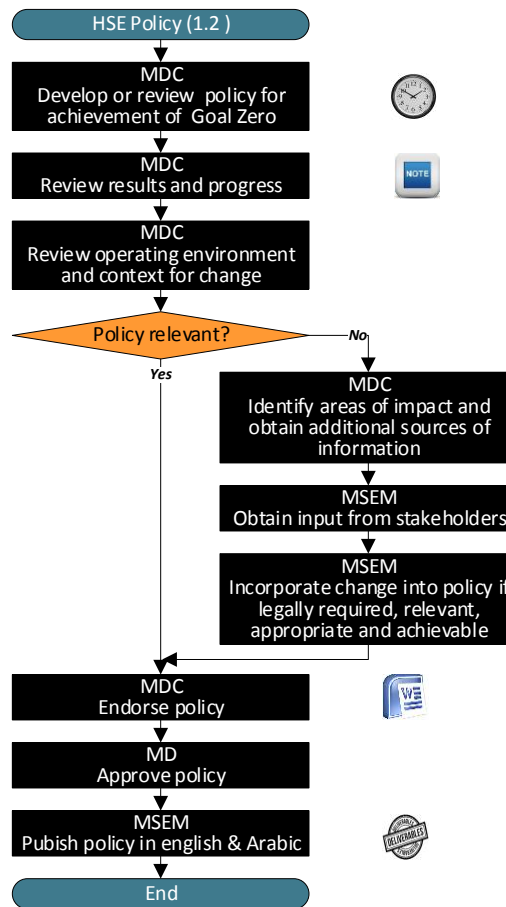 HSE Policy (1.2 )
MDC
Develop or review policy for
achievement of Goal Zero
MDC
Review results and progress
NOTE
MDC
Review operating environment
and context for change
Policy relevant?
No
Yes
MDC
Identify areas of impact and
obtain additional sources of
information
MSEM
Obtain input from stakeholders
MSEM
Incorporate change into policy if
legally required, relevant,
appropriate and achievable
MDC
Endorse policy
W
MD
Approve policy
MSEM
Pubish policy in english & Arabic
DELIVERABLES
End